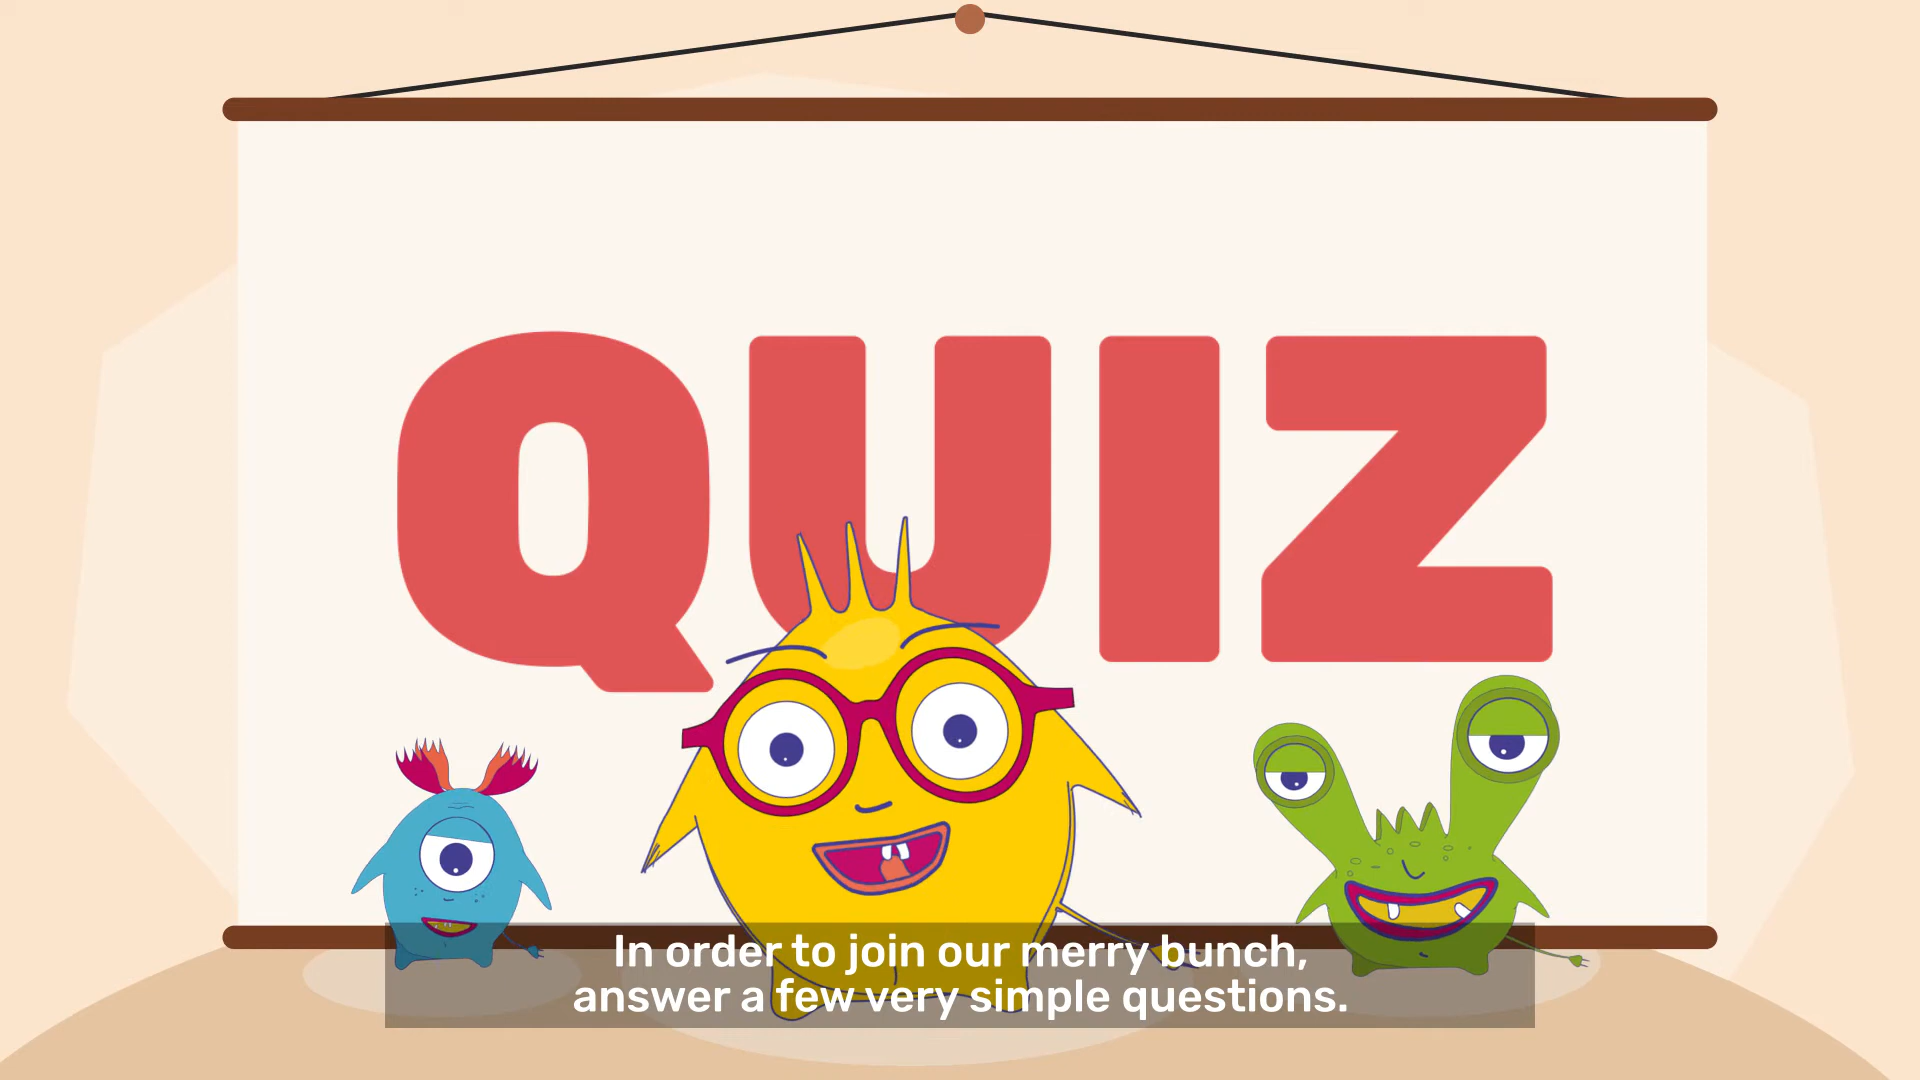 QUIZ
In order to join our merry bunch,
answer a few very simple questions.